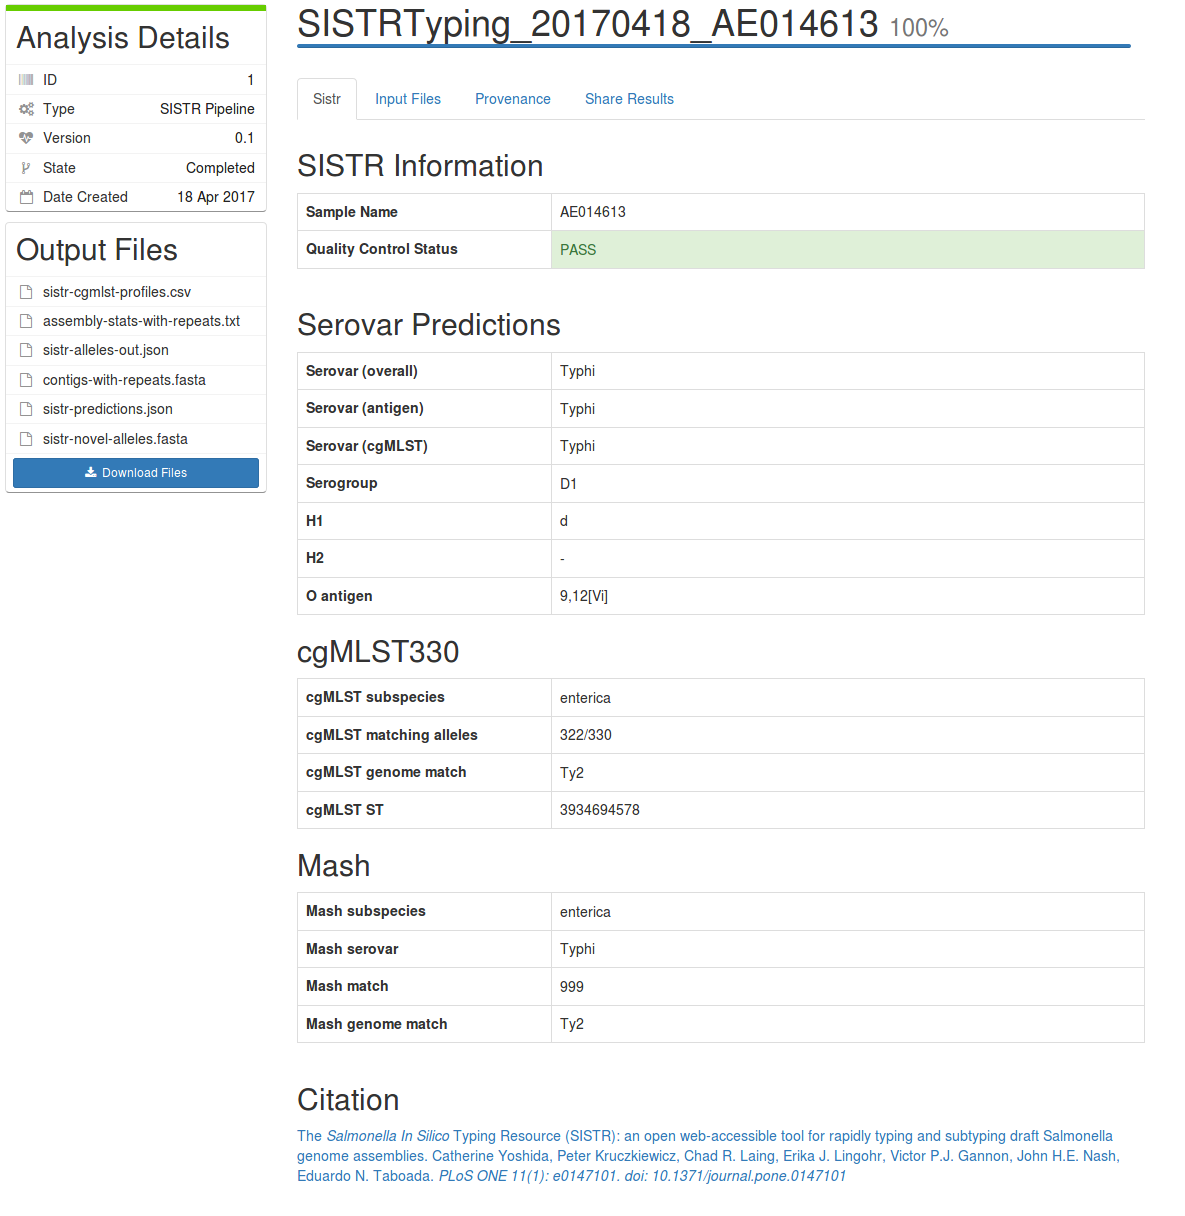 Analysis Details
ID 1
Type SISTR Pipeline
Version 0.1
State Completed
Date Created 18 Apr 2017
Output Files
sistr-cgmlst-profiles.csv
assembly-stats-with-repeats.txt
sistr-alleles-out.json
contigs-with-repeats.fasta
sistr-predictions.json
sistr-novel-alleles.fasta
Download Files
SISTRTyping_20170418_AE014613 100%
Sistr Input Files Provenance Share Results
SISTR Information
Sample Name AE014613
Quality Control Status PASS
Serovar Predictions
Serovar (overall) Typhi
Serovar (antigen) Typhi
Serovar (cgMLST) Typhi
Serogroup D1
H1 d
H2 -
O antigen 9,12[Vi]
cgMLST330
cgMLST subspecies enterica
cgMLST matching alleles 322/330
cgMLST genome match Ty2
cgMLST ST 3934694578
Mash
Mash subspecies enterica
Mash serovar Typhi
Mash match 999
Mash genome match Ty2
Citation
The Salmonella In Silico Typing Resource (SISTR): an open web-accessible tool for rapidly typing and subtyping draft Salmonella
genome assemblies. Catherine Yoshida, Peter Kruczkiewicz, Chad R. Laing, Erika J. Lingohr, Victor P.J. Gannon, John H.E. Nash,
Eduardo N. Taboada. PLoS ONE 11(1): e0147101. doi: 10.1371/journal.pone.0147101